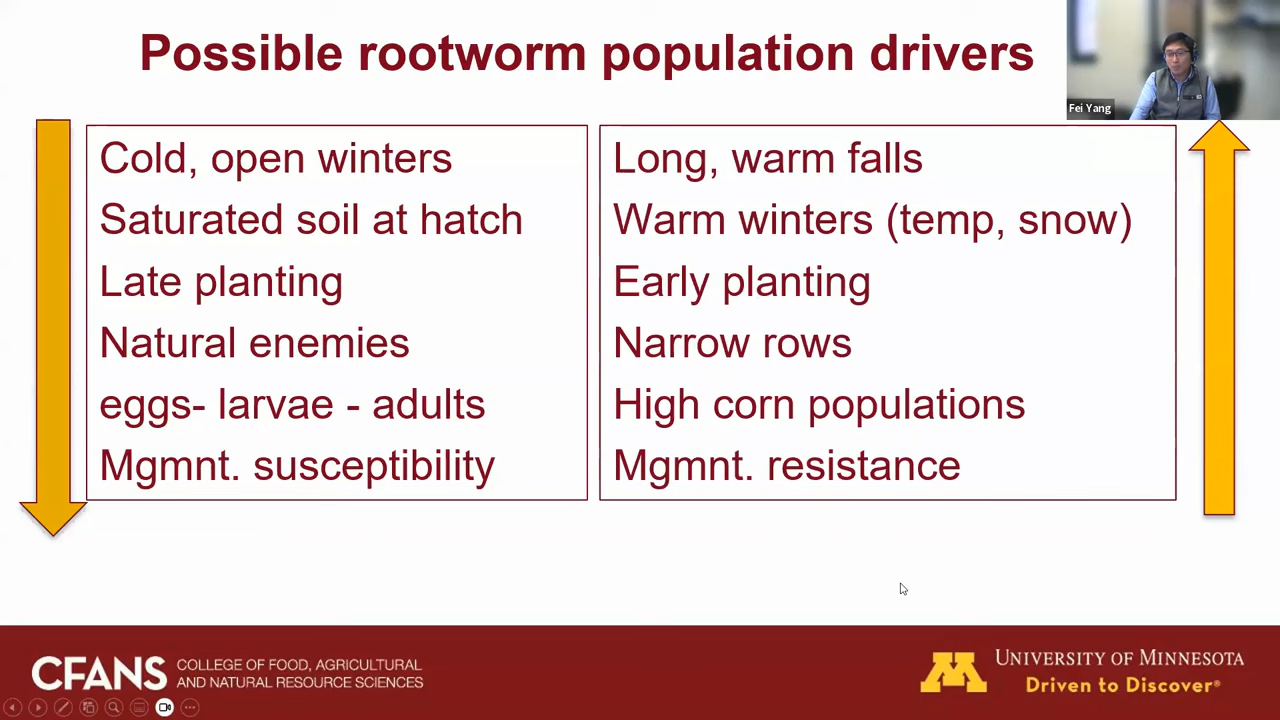 Possible rootworm population drivers
Fei Yang
Cold, open winters
Saturated soil at hatch
Late planting
Natural enemies
eggs- larvae - adults
Mgmnt. susceptibility
Long, warm falls
Warm winters (temp, snow)
Early planting
Narrow rows
High corn populations
Mgmnt. resistance
CFANS
COLLEGE OF FOOD, AGRICULTURAL
AND NATURAL RESOURCE SCIENCES
M
UNIVERSITY OF MINNESOTA
Driven to Discover®